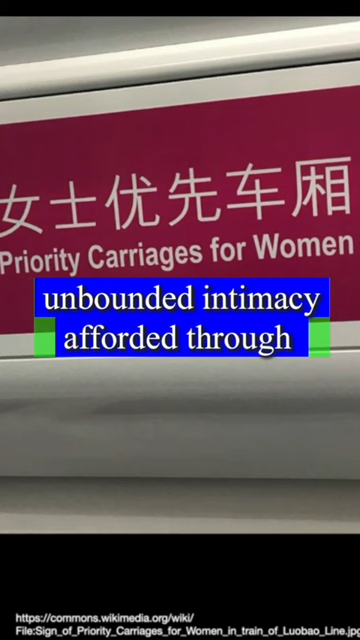 女士优先车厢
Priority Carriages for Women
unbounded intimacy
afforded through
https://commons.wikimedia.org/wiki/
File:Sign_of_Priority_Carriages_for_Women_in_train_of_Luobao_Line.jpg